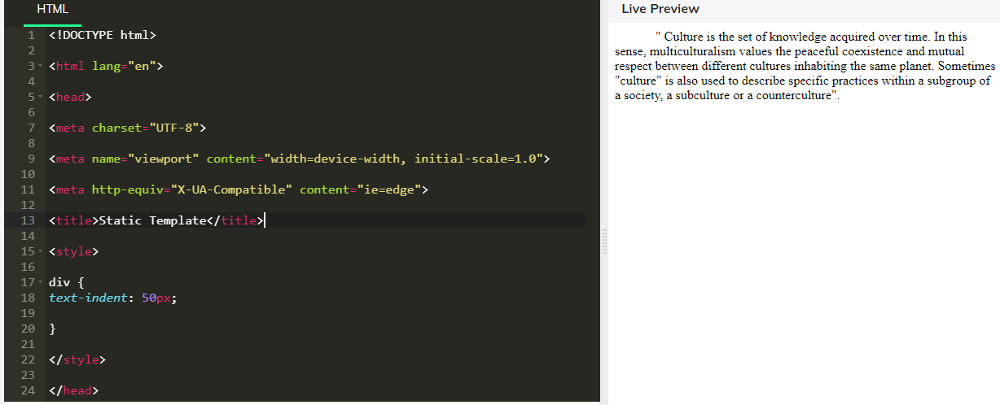 HTML
1 <!DOCTYPE html>
2
3 <html lang="en">
4
5 <head>
6
7 <meta charset="UTF-8">
8
9 <meta name="viewport" content="width=device-width, initial-scale=1.0">
10
11 <meta http-equiv="X-UA-Compatible" content="ie=edge">
12
13 <title>Static Template</title>
14
15 <style>
16
17 div {
18 text-indent: 50px;
19
20 }
21
22 </style>
23
24 </head>
Live Preview
" Culture is the set of knowledge acquired over time. In this
sense, multiculturalism values the peaceful coexistence and mutual
respect between different cultures inhabiting the same planet. Sometimes
"culture" is also used to describe specific practices within a subgroup of
a society, a subculture or a counterculture".